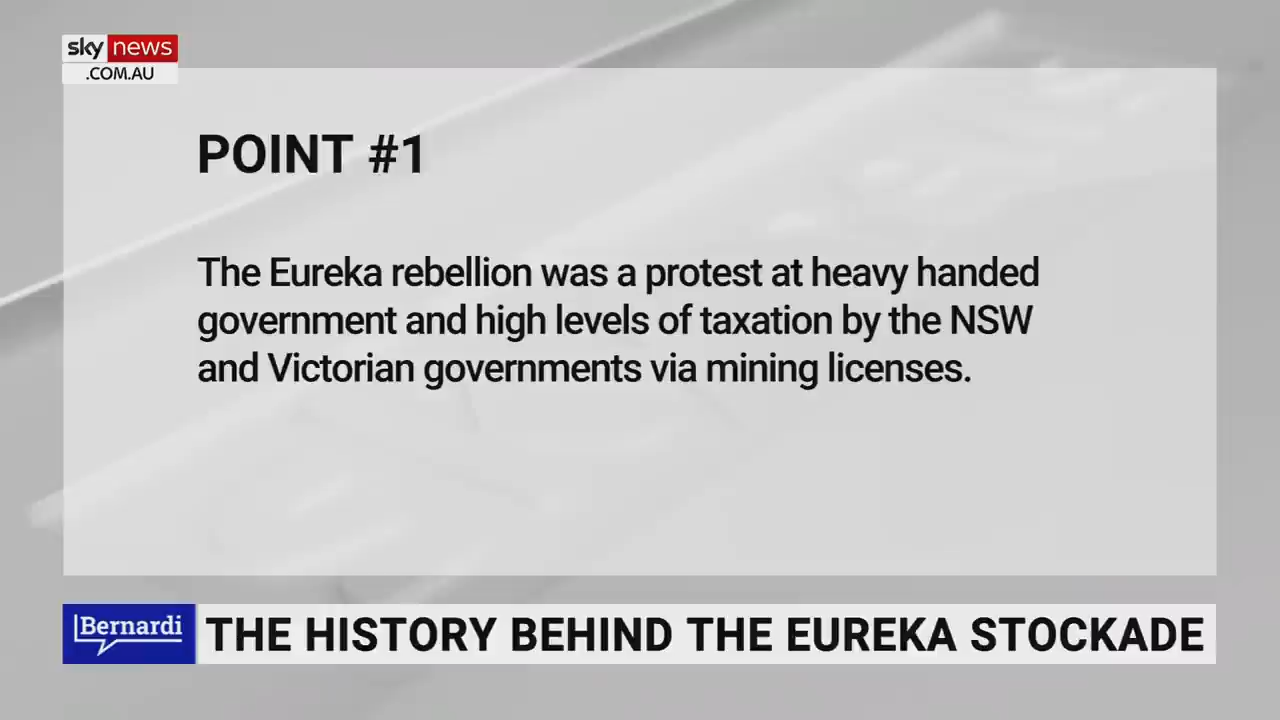 sky news
.COM.AU
POINT #1
The Eureka rebellion was a protest at heavy handed
government and high levels of taxation by the NSW
and Victorian governments via mining licenses.
Bernardi
THE HISTORY BEHIND THE EUREKA STOCKADE